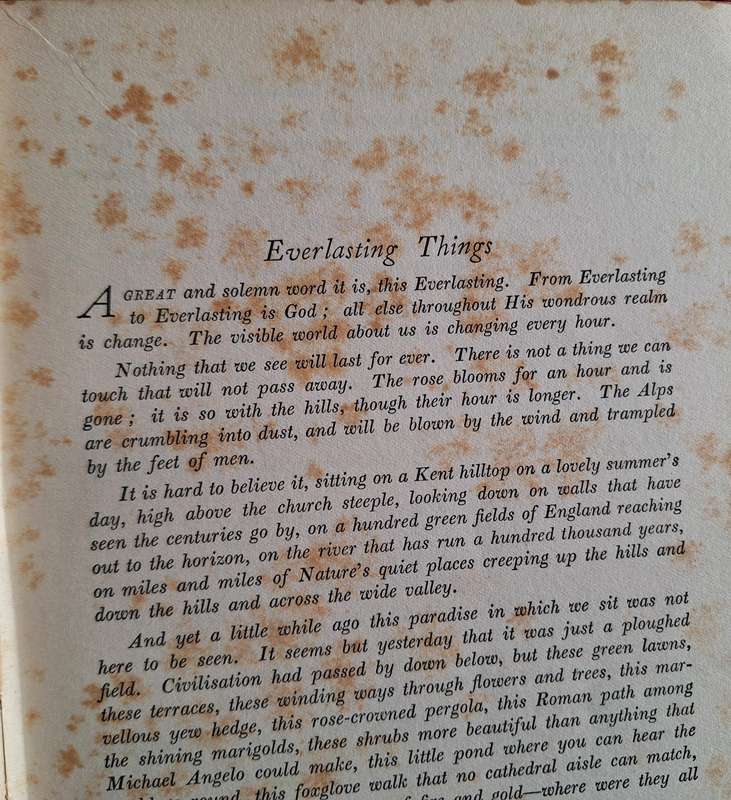 Everlasting Things
A GREAT and solemn word it is, this Everlasting. From Everlasting
to Everlasting is God ; all else throughout His wondrous realm
is change. The visible world about us is changing every hour.
Nothing that we see will last for ever. There is not a thing we can
touch that will not pass away. The rose blooms for an hour and is
gone ; it is so with the hills, though their hour is longer. The Alps
are crumbling into dust, and will be blown by the wind and trampled
by the feet of men.
It is hard to believe it, sitting on a Kent hilltop on a lovely summer's
day, high above the church steeple, looking down on walls that have
seen the centuries go by, on a hundred green fields of England reaching
out to the horizon, on the river that has run a hundred thousand years,
on miles and miles of Nature's quiet places creeping up the hills and
down the hills and across the wide valley.
And yet a little while ago this paradise in which we sit was not
here to be seen. It seems but yesterday that it was just a ploughed
field. Civilisation had passed by down below, but these green lawns,
these terraces, these winding ways through flowers and trees, this mar-
vellous yew hedge, this rose-crowned pergola, this Roman path among
the shining marigolds, these shrubs more beautiful than anything that
Michael Angelo could make, this little pond where you can hear the
round, this foxglove walk that no cathedral aisle can match,
of fire and gold—where were they all